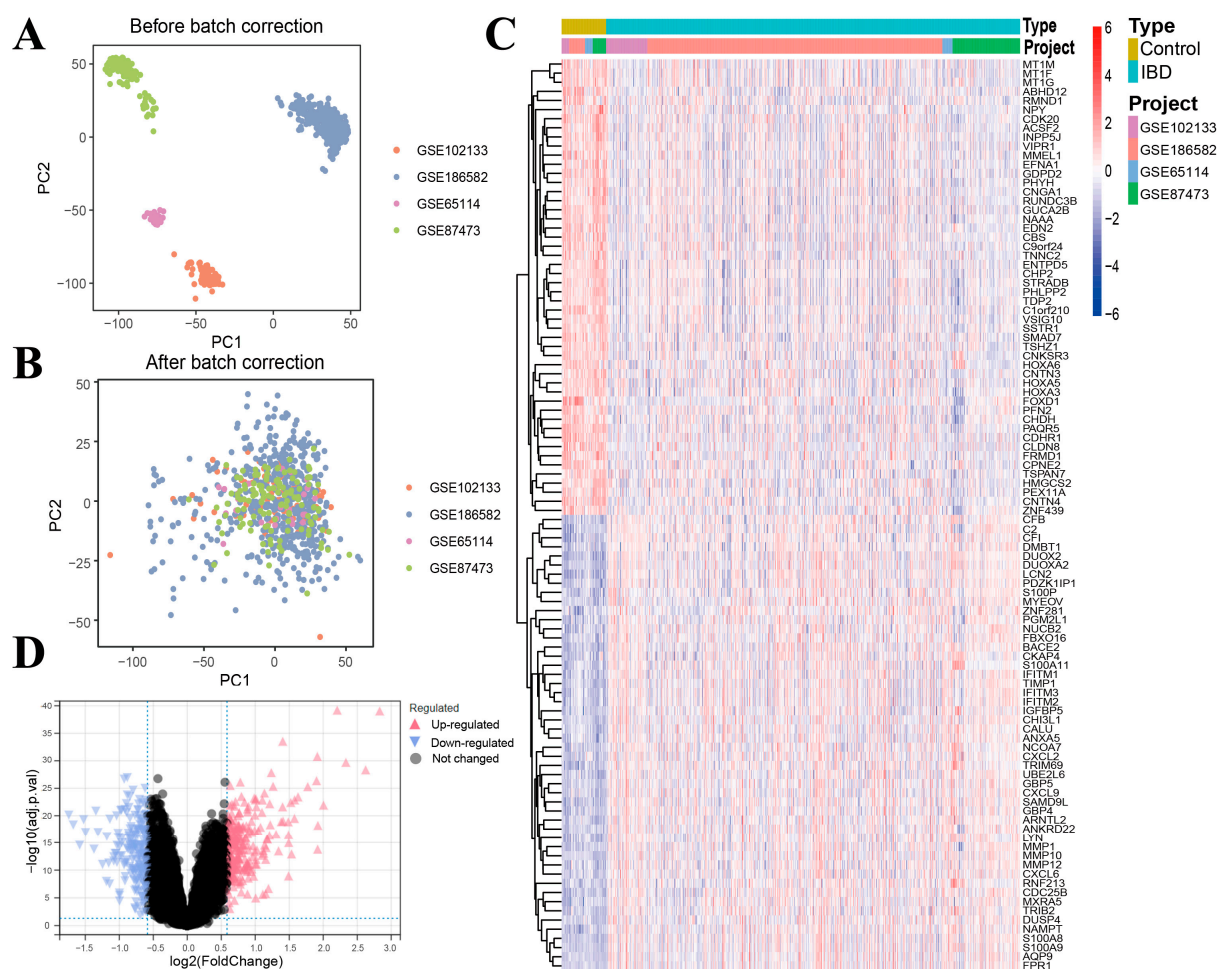 A
Before batch correction
50
0
−50
−100
−100
−50
0
50
PC2
PC1
GSE102133
GSE186582
GSE65114
GSE87473
B
After batch correction
50
25
0
−25
−50
−100
−50
0
50
PC2
PC1
GSE102133
GSE186582
GSE65114
GSE87473
D
40
35
30
25
20
15
10
5
0
−1.5
−1.0
−0.5
0.0
0.5
1.0
1.5
2.0
2.5
3.0
−log10(adj.p.val)
log2(FoldChange)
Regulated
Up-regulated
Down-regulated
Not changed
C
Type
Project
MT1M
MT1F
MT1G
ABHD12
RMND1
NPY
CDK20
ACSF2
INPP5J
VIPR1
MMEL1
EFNA1
GDPD2
PHYH
CNGA1
RUNDC3B
GUCA2B
NAAA
EDN2
CBS
C9orf24
TNNC2
ENTPD5
CHP2
STRADB
PHLPP2
TDP2
C1orf210
VSIG10
SSTR1
SMAD7
TSHZ1
CNKSR3
HOXA6
CNTN3
HOXA5
HOXA3
FOXD1
PFN2
CHDH
PAQR5
CDHR1
CLDN8
FRMD1
CPNE2
TSPAN7
HMGCS2
PEX11A
CNTN4
ZNF439
CFB
C2
CFI
DMBT1
DUOX2
DUOXA2
LCN2
PDZK1IP1
S100P
MYEOV
ZNF281
PGM2L1
NUCB2
FBXO16
BACE2
CKAP4
S100A11
IFITM1
TIMP1
IFITM3
IFITM2
IGFBP5
CHI3L1
CALU
ANXA5
NCOA7
CXCL2
TRIM69
UBE2L6
GBP5
CXCL9
SAMD9L
GBP4
ARNTL2
ANKRD22
LYN
MMP1
MMP10
MMP12
CXCL6
RNF213
CDC25B
MXRA5
TRIB2
DUSP4
NAMPT
S100A8
S100A9
AQP9
FPR1
6
4
2
0
−2
−4
−6
Type
Control
IBD
Project
GSE102133
GSE186582
GSE65114
GSE87473